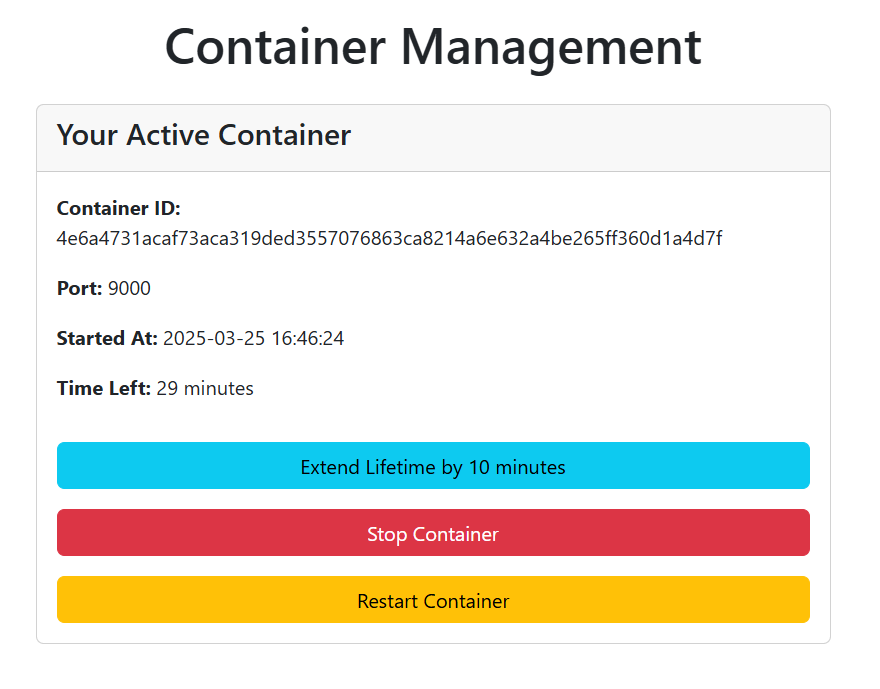 Container Management
Your Active Container
Container ID:
4e6a4731acaf73aca319ded3557076863ca8214a6e632a4be265ff360d1a4d7f
Port: 9000
Started At: 2025-03-25 16:46:24
Time Left: 29 minutes
Extend Lifetime by 10 minutes
Stop Container
Restart Container